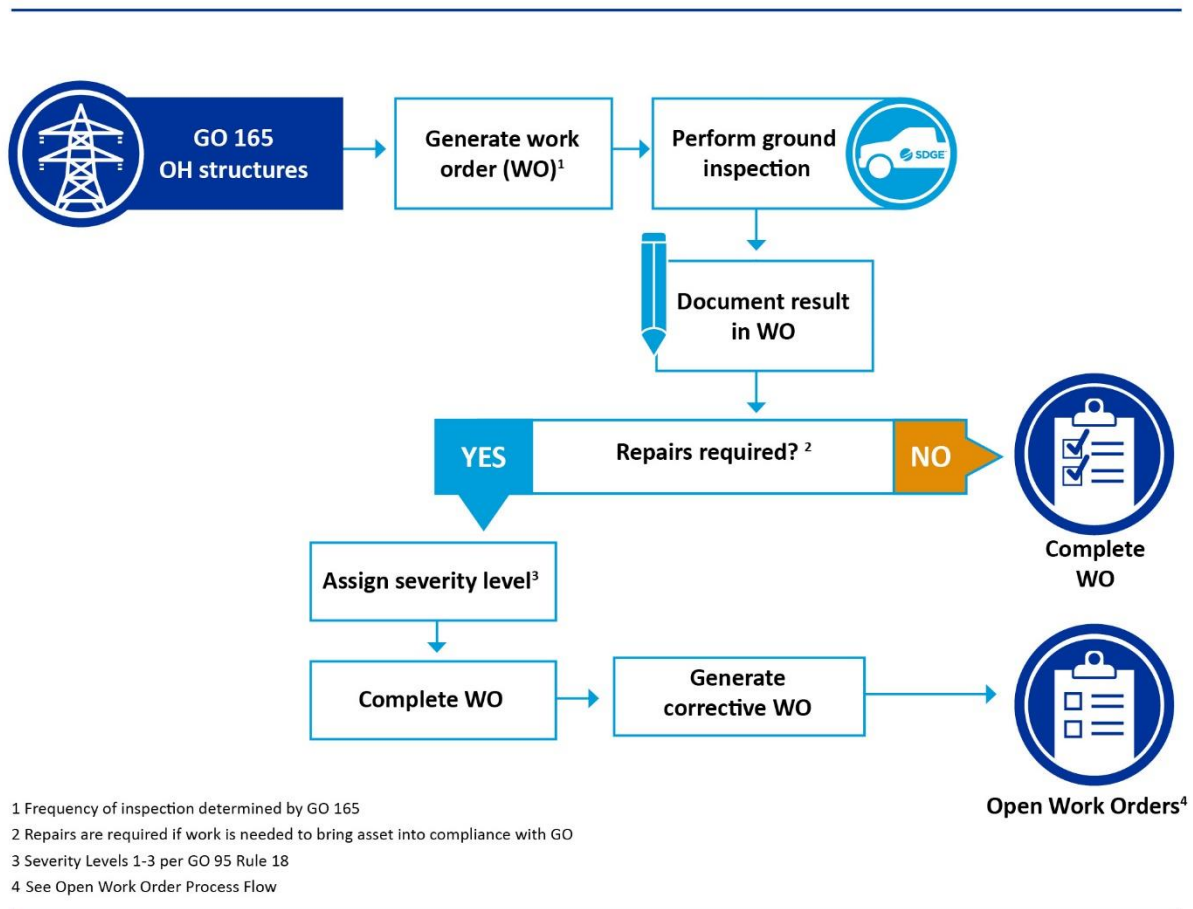 GO 165
OH structures
Generate work
order (WO)¹
Perform ground
inspection
SDGE
Document result
in WO
YES
Repairs required? ²
NO
Complete
WO
Assign severity level³
Complete WO
Generate
corrective WO
Open Work Orders⁴
1 Frequency of inspection determined by GO 165
2 Repairs are required if work is needed to bring asset into compliance with GO
3 Severity Levels 1-3 per GO 95 Rule 18
4 See Open Work Order Process Flow